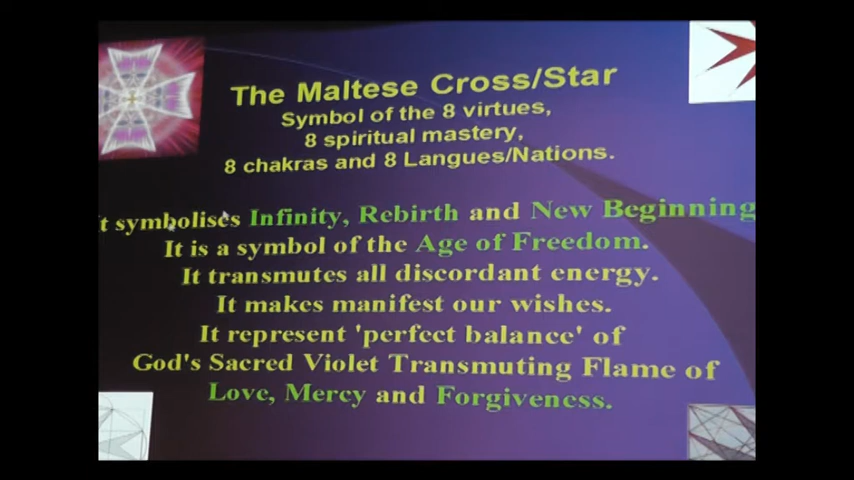 The Maltese Cross/Star
Symbol of the 8 virtues,
8 spiritual mastery,
8 chakras and 8 Langues/Nations.
t symbolises Infinity, Rebirth and New Beginning
It is a symbol of the Age of Freedom.
It transmutes all discordant energy.
It makes manifest our wishes.
It represent 'perfect balance' of
God's Sacred Violet Transmuting Flame of
Love, Mercy and Forgiveness.